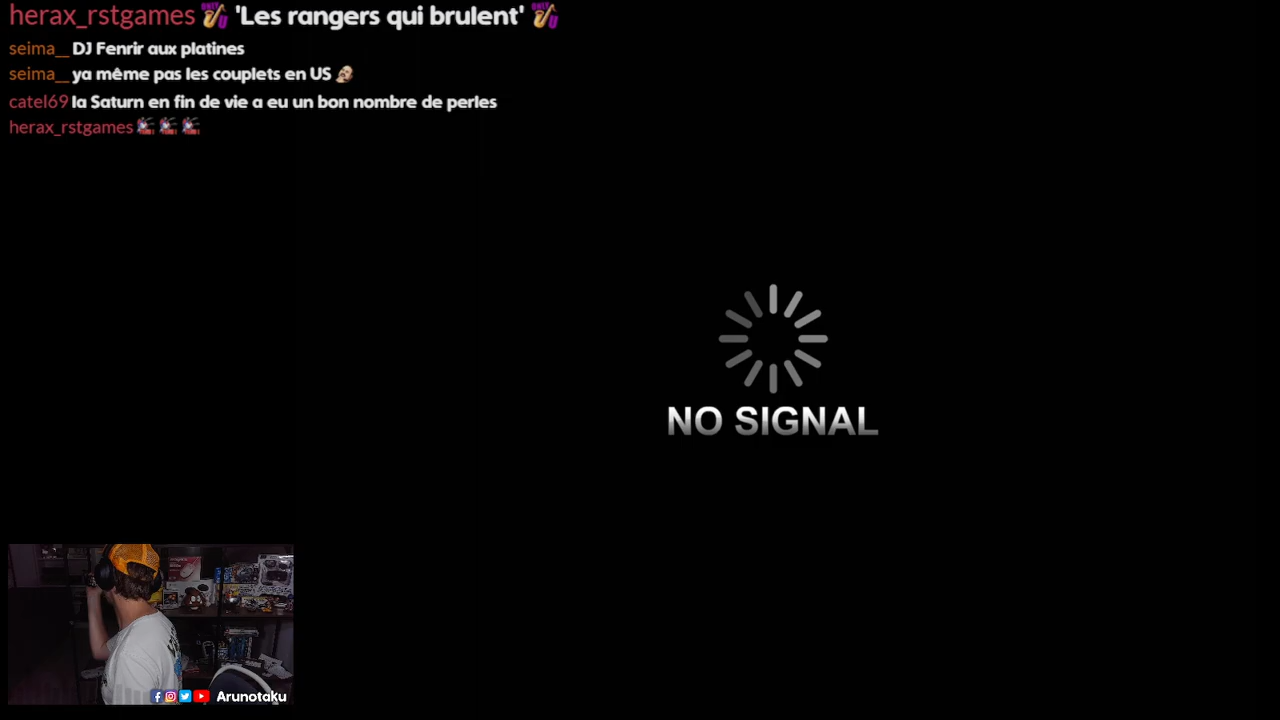 herax_rstgames 'Les rangers qui brulent'
seima__ DJ Fenrir aux platines
seima__ ya même pas les couplets en US
catel69 la Saturn en fin de vie a eu un bon nombre de perles
herax_rstgames
NO SIGNAL
Arunotaku